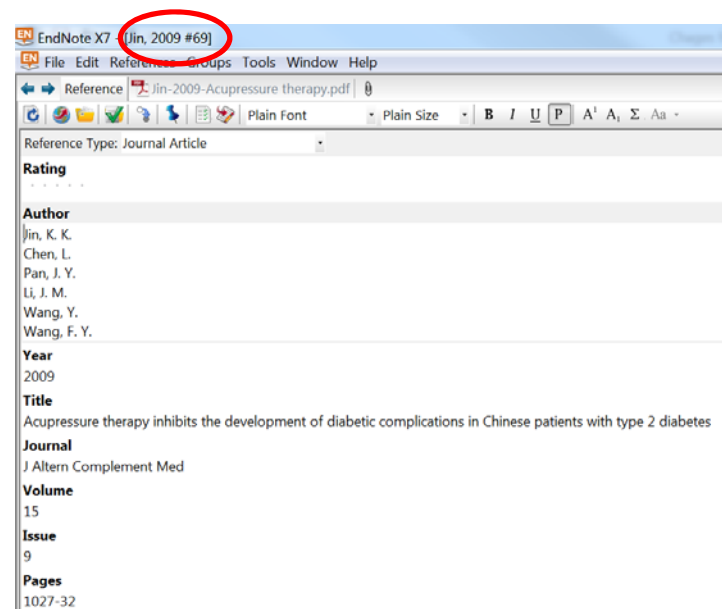 EndNote X7 - [Jin, 2009 #69]
File Edit References Groups Tools Window Help
Reference Jin-2009-Acupressure therapy.pdf
Plain Font Plain Size B I U P A¹ A₁ Σ Aa
Reference Type: Journal Article
Rating
Author
Jin, K. K.
Chen, L.
Pan, J. Y.
Li, J. M.
Wang, Y.
Wang, F. Y.
Year
2009
Title
Acupressure therapy inhibits the development of diabetic complications in Chinese patients with type 2 diabetes
Journal
J Altern Complement Med
Volume
15
Issue
9
Pages
1027-32